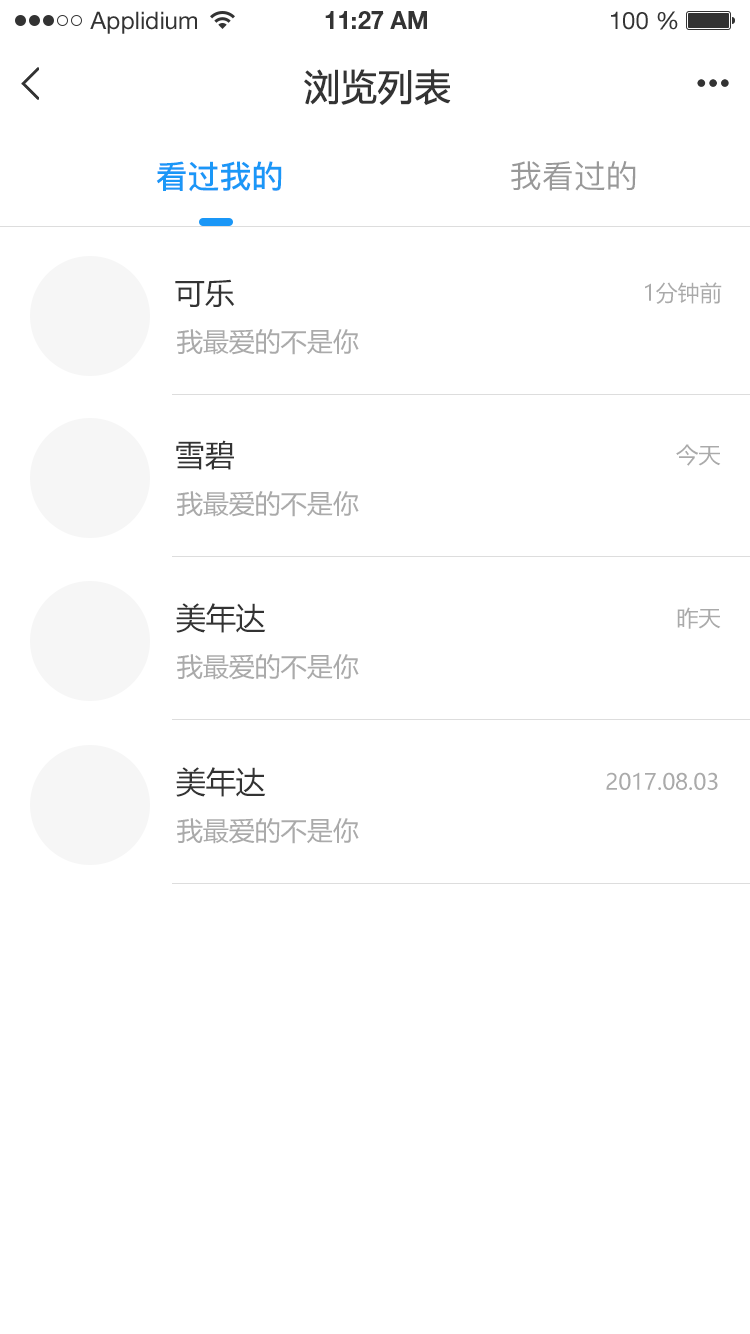 Applidium 11:27 AM 100 %
浏览列表
看过我的 我看过的
可乐 1分钟前
我最爱的不是你
雪碧 今天
我最爱的不是你
美年达 昨天
我最爱的不是你
美年达 2017.08.03
我最爱的不是你